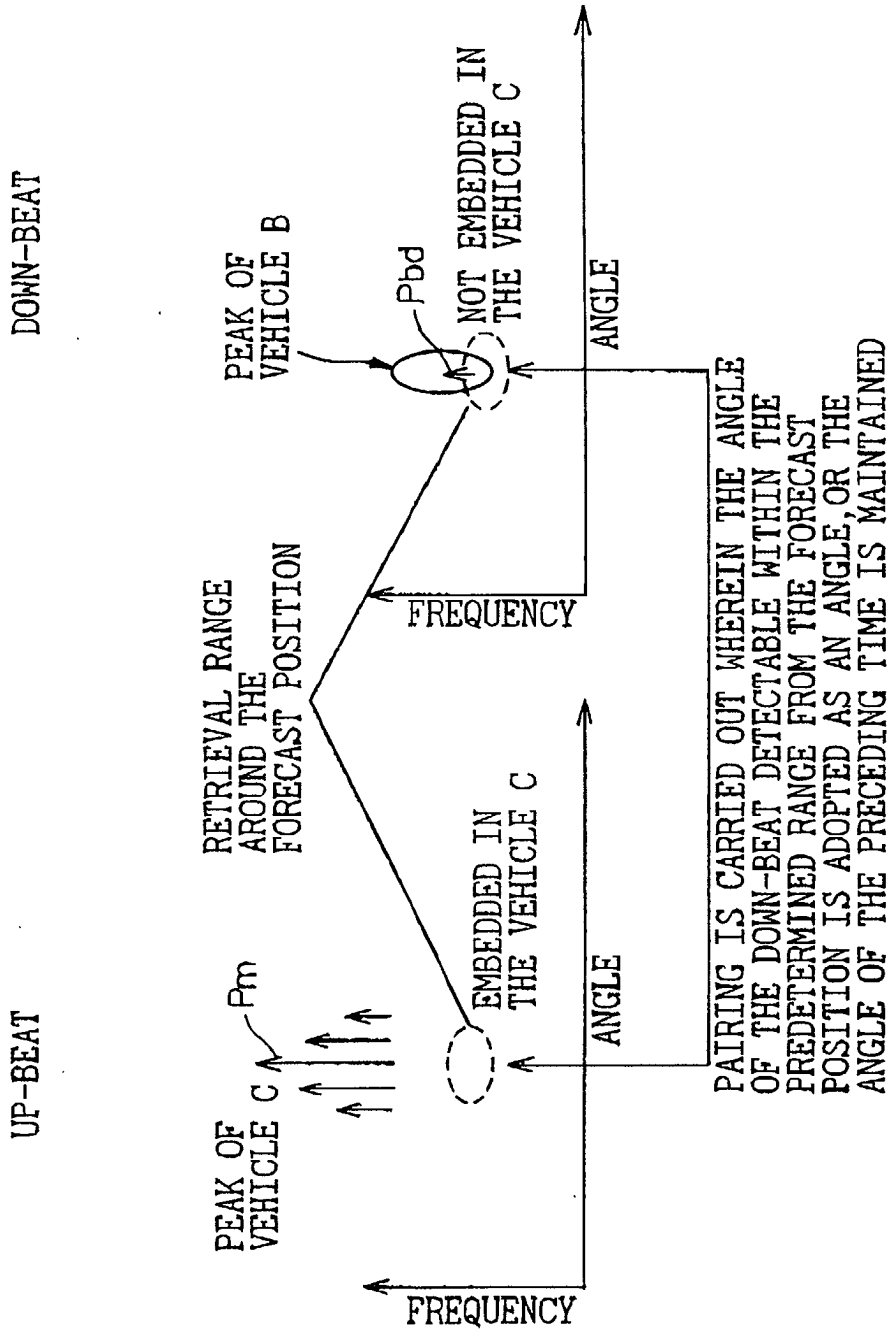 UP-BEAT
DOWN-BEAT
PEAK OF
VEHICLE C
Pm
RETRIEVAL RANGE
AROUND THE
FORECAST POSITION
PEAK OF
VEHICLE B
Pbd
EMBEDDED IN
THE VEHICLE C
NOT EMBEDDED IN
THE VEHICLE C
FREQUENCY
ANGLE
FREQUENCY
ANGLE
PAIRING IS CARRIED OUT WHEREIN THE ANGLE
OF THE DOWN-BEAT DETECTABLE WITHIN THE
PREDETERMINED RANGE FROM THE FORECAST
POSITION IS ADOPTED AS AN ANGLE, OR THE
ANGLE OF THE PRECEDING TIME IS MAINTAINED